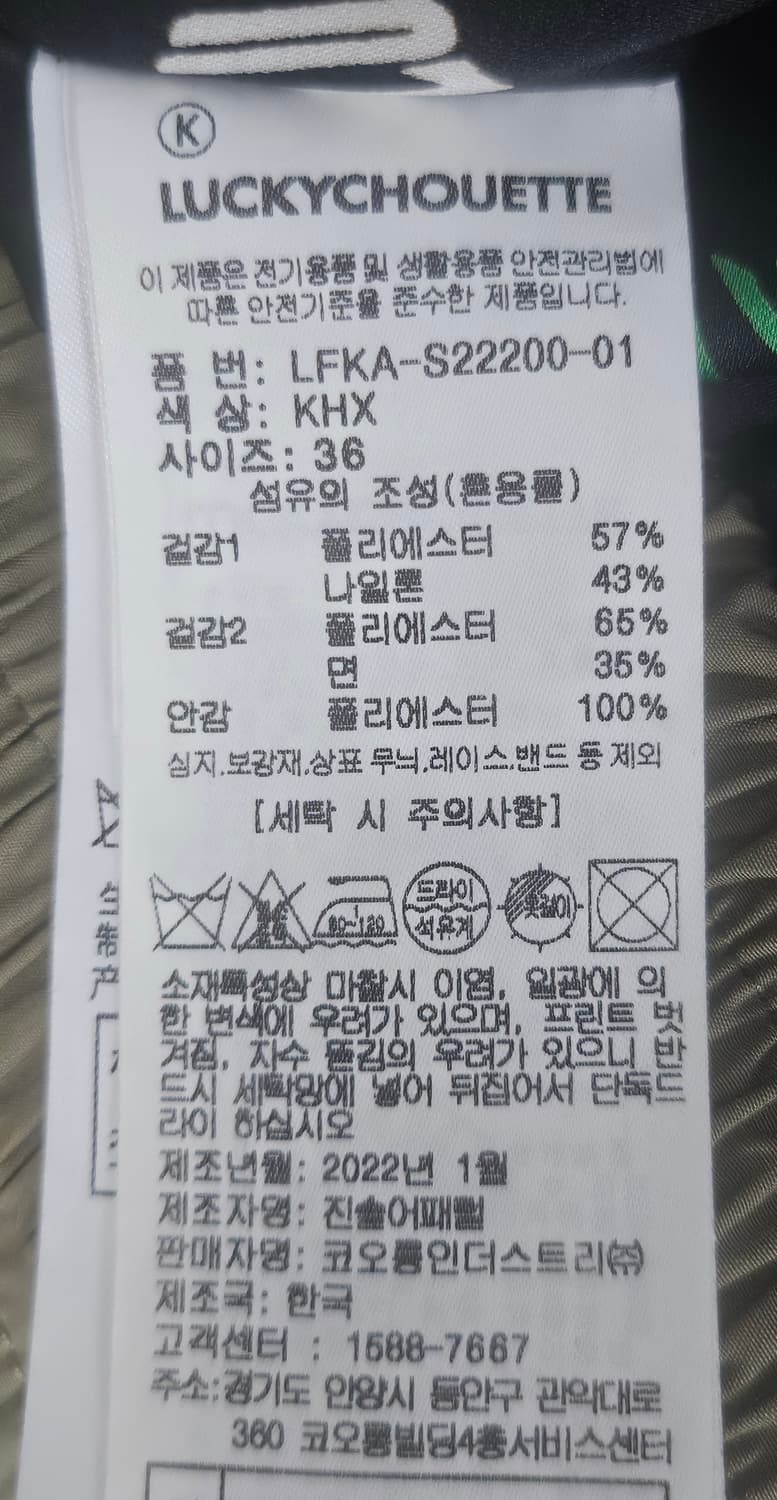 K
LUCKYCHOUETTE
이 제품은 전기용품 및 생활용품 안전관리법에
따른 안전기준을 준수한 제품입니다.
품 번: LFKA-S22200-01
색 상: KHX
사이즈: 36
섬유의 조성(혼용률)
겉감1 폴리에스터 57%
나일론 43%
겉감2 폴리에스터 65%
면 35%
안감 폴리에스터 100%
심지.보강재.상표 무늬.레이스.밴드 등 제외
[세탁 시 주의사항]
80-120 드라이 옷걸이
석유계
소재특성상 마찰시 이염, 일광에 의
한 변색에 우려가 있으며, 프린트 벗
겨짐, 자수 뜯김의 우려가 있으니 반
드시 세탁망에 넣어 뒤집어서 단독드
라이 하십시오
제조년월: 2022년 1월
제조자명: 진솔어패럴
판매자명: 코오롱인더스트리㈜
제조국: 한국
고객센터 : 1588-7667
주소:경기도 안양시 동안구 관악대로
360 코오롱빌딩4층서비스센터